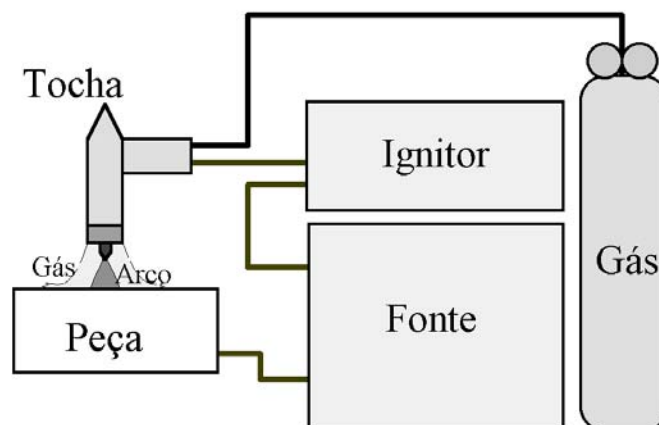 Tocha
Ignitor
Gás
Arco
Gás
Peça
Fonte